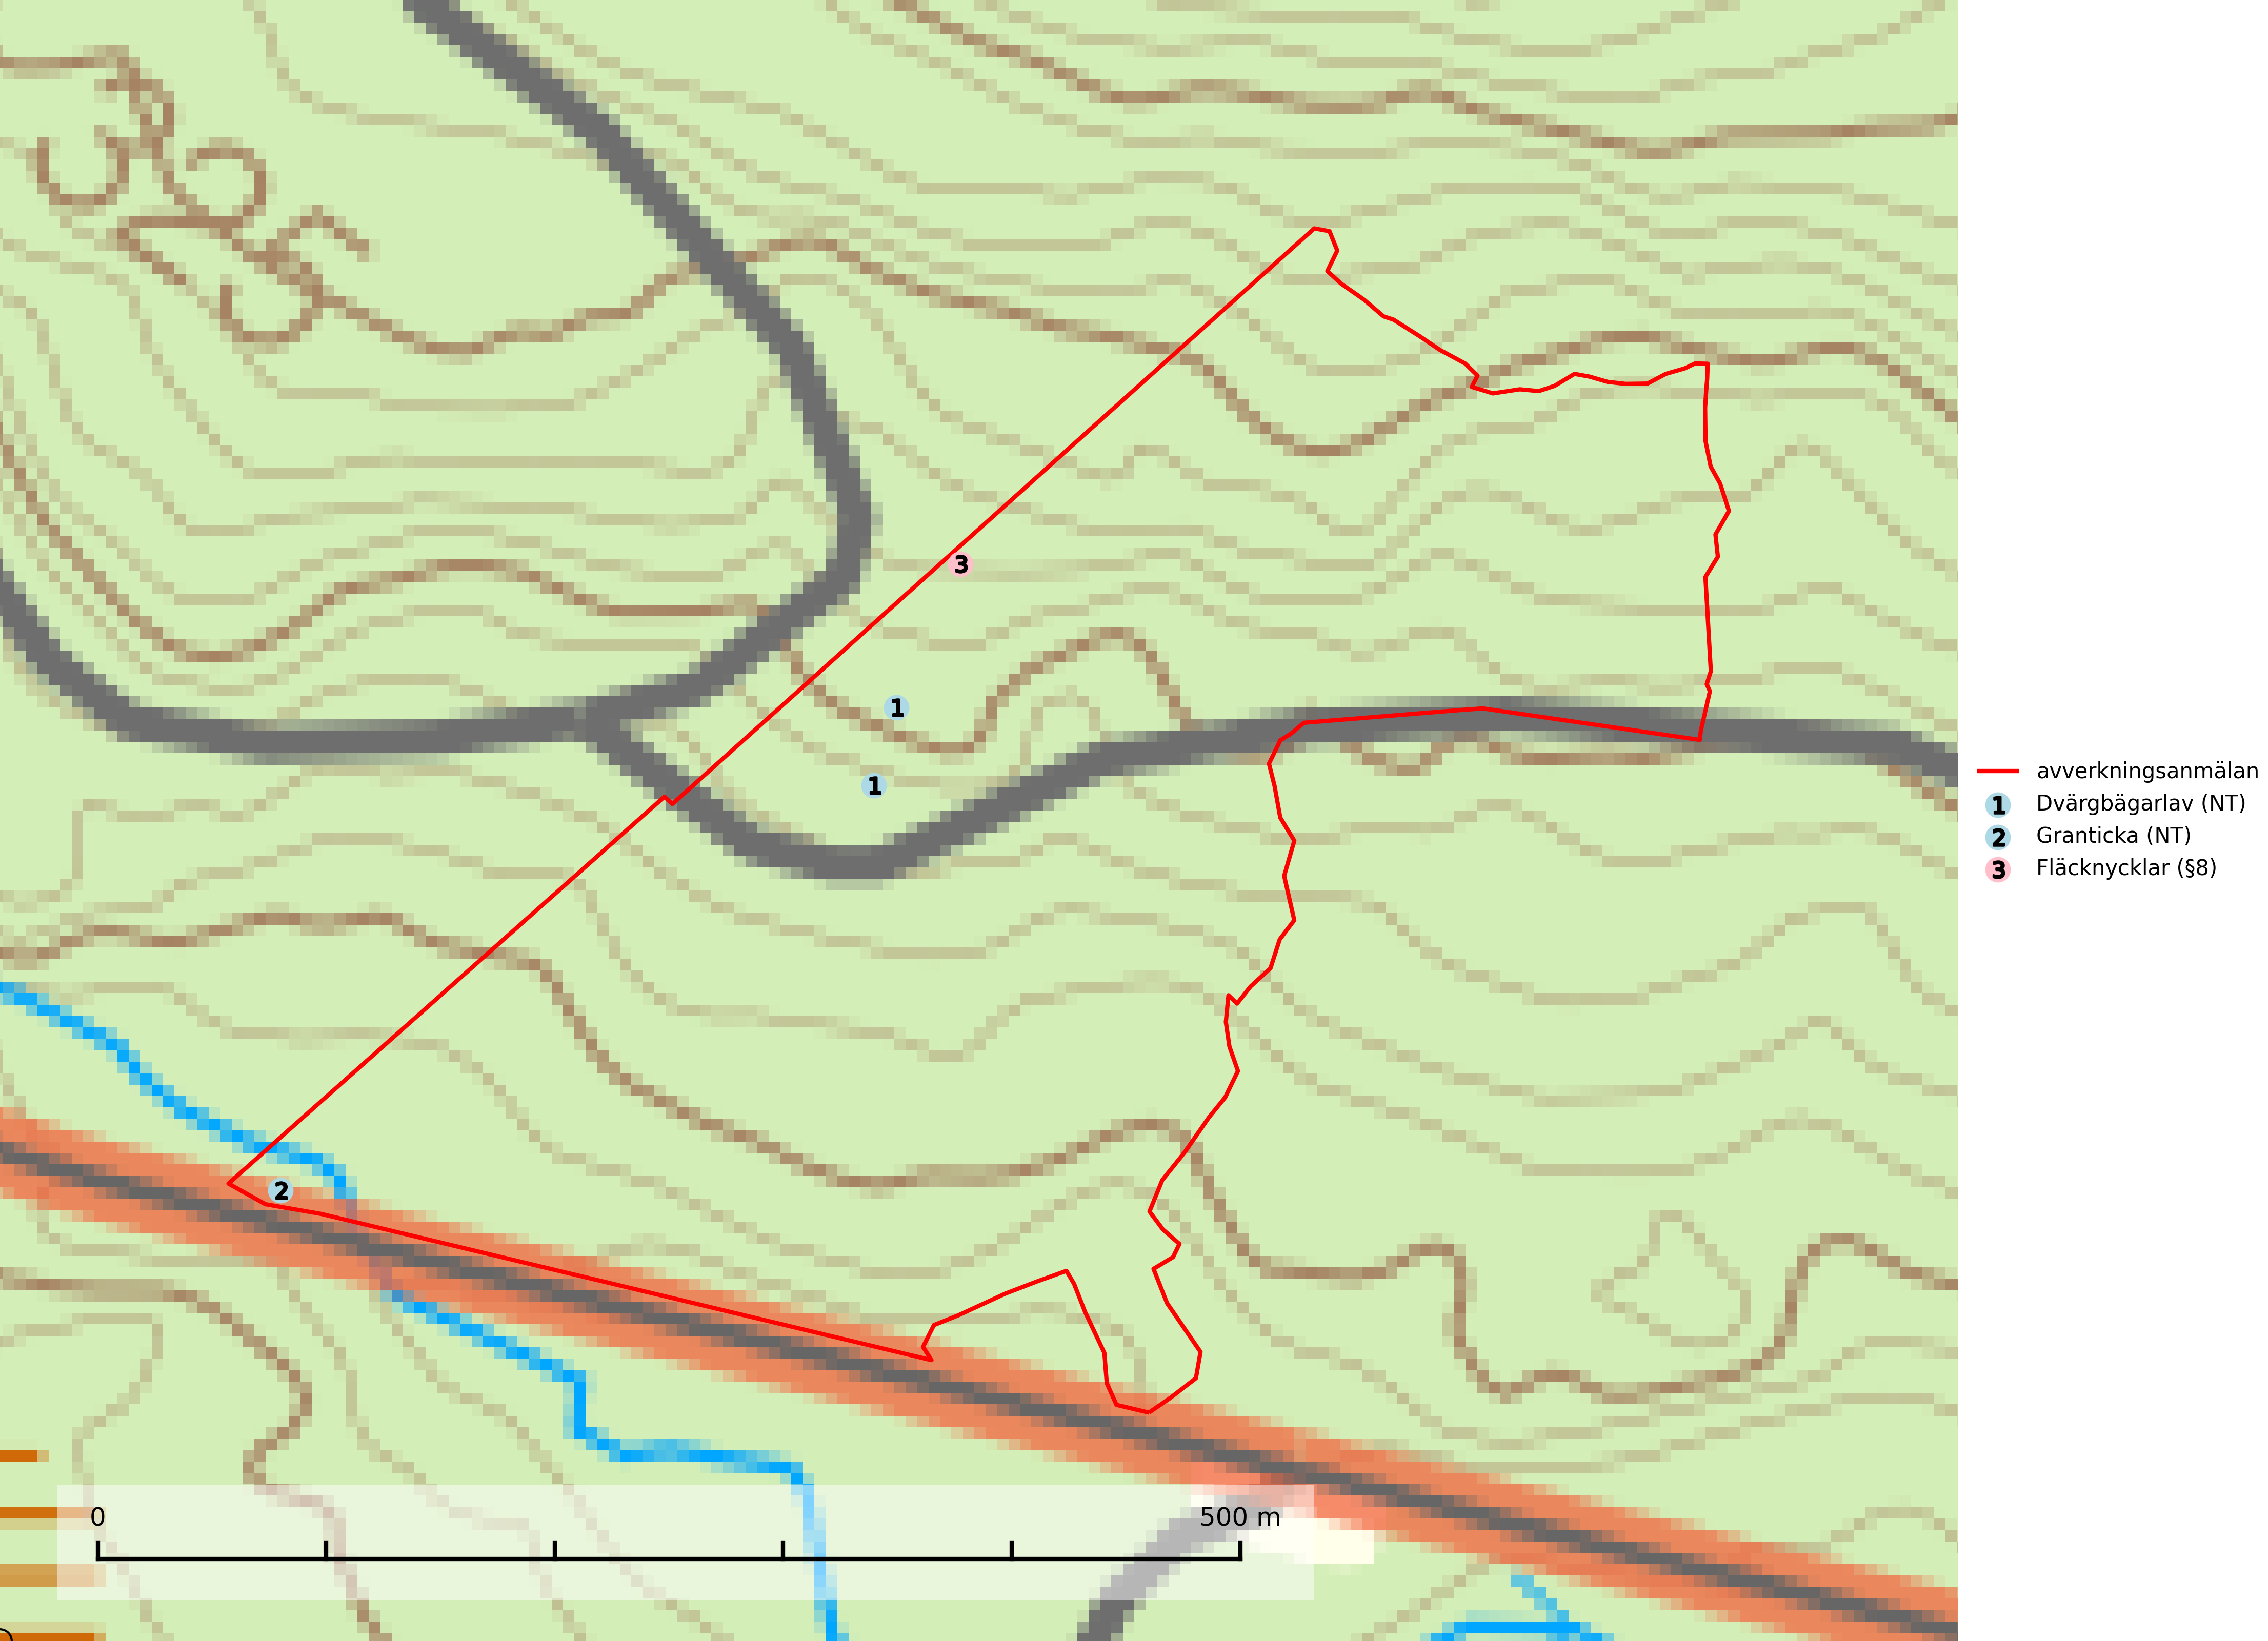 3
1
1
2
avverkningsanmälan
1 Dvärgbägarlav (NT)
2 Granticka (NT)
3 Fläcknycklar (§8)
0 500 m